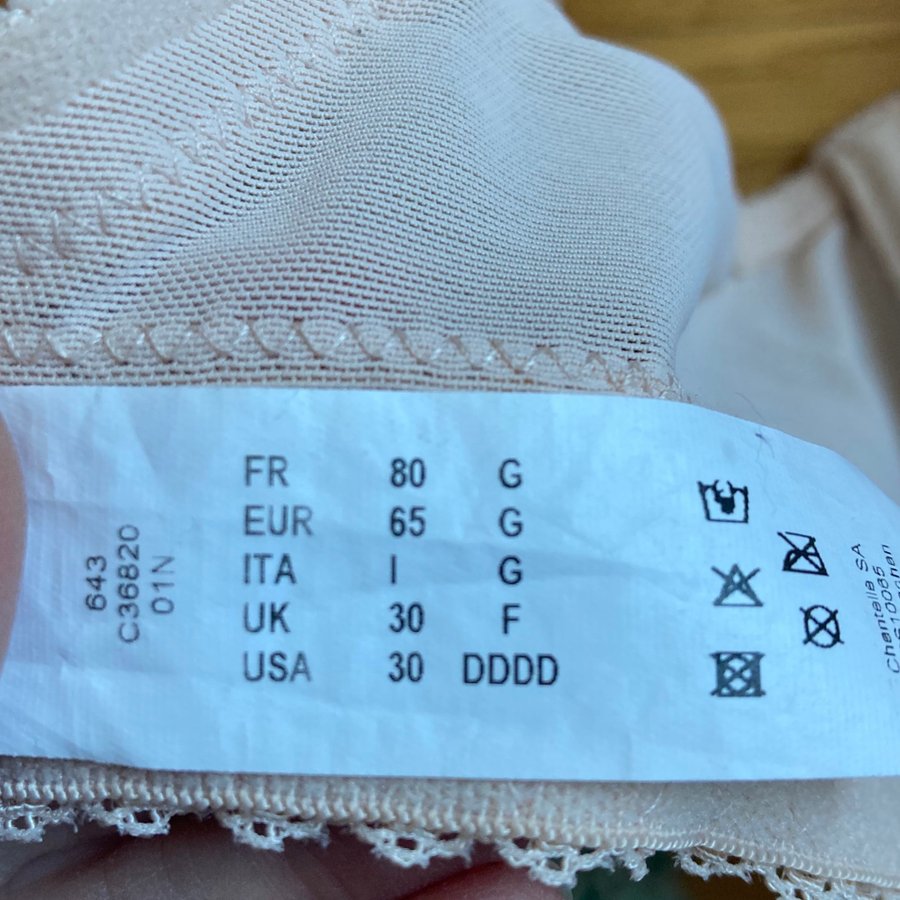 643
C36820
01N
FR 80 G
EUR 65 G
ITA I G
UK 30 F
USA 30 DDDD
Chantelle SA